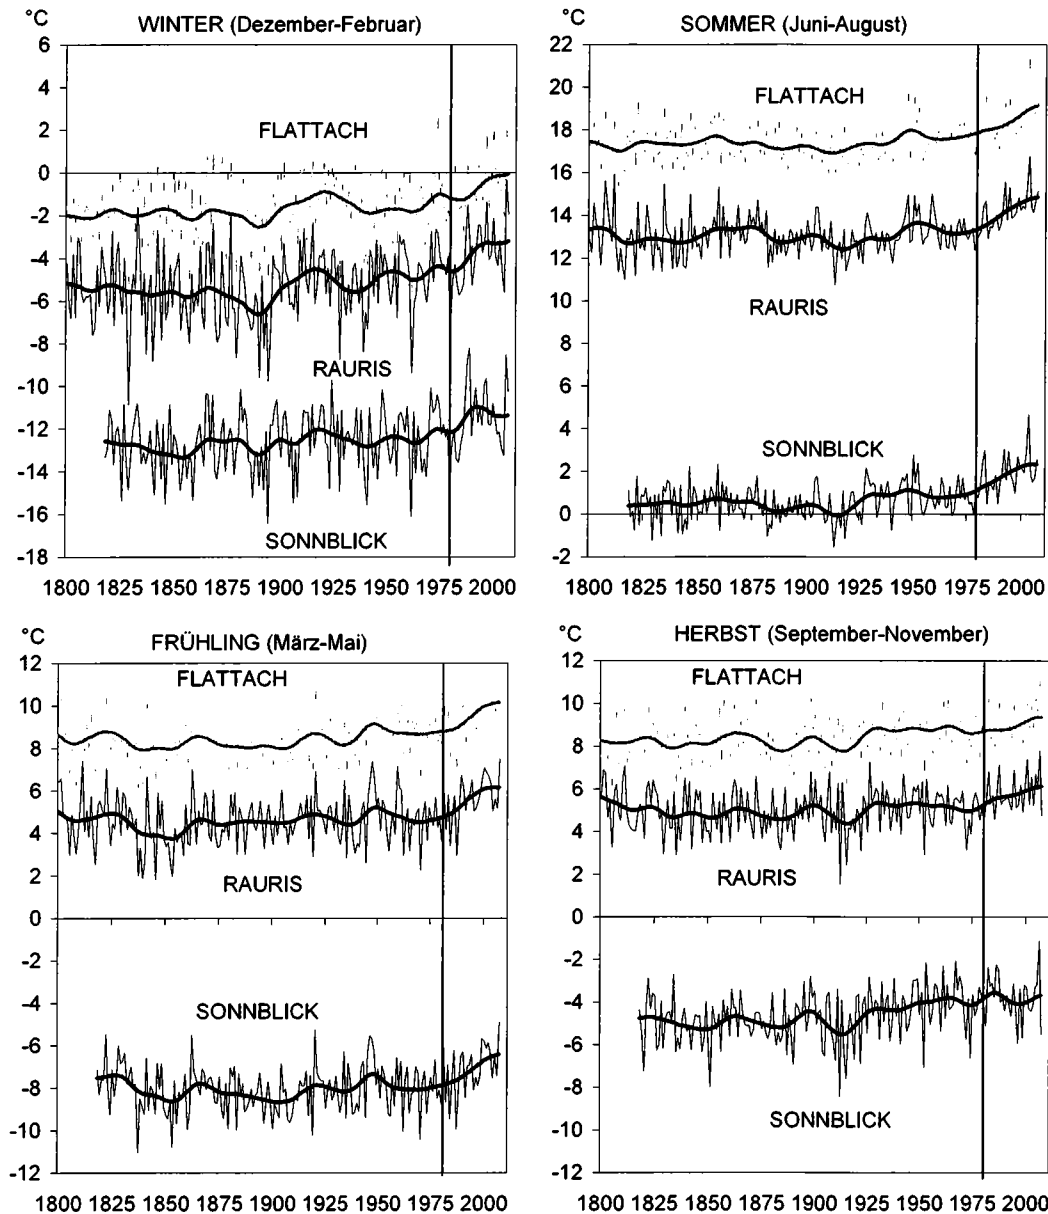 °C
WINTER (Dezember-Februar)
6
4
2
0
-2
-4
-6
-8
-10
-12
-14
-16
-18
FLATTACH
RAURIS
SONNBLICK
1800 1825 1850 1875 1900 1925 1950 1975 2000
°C
SOMMER (Juni-August)
22
20
18
16
14
12
10
8
6
4
2
0
-2
FLATTACH
RAURIS
SONNBLICK
1800 1825 1850 1875 1900 1925 1950 1975 2000
°C
FRÜHLING (März-Mai)
12
10
8
6
4
2
0
-2
-4
-6
-8
-10
-12
FLATTACH
RAURIS
SONNBLICK
1800 1825 1850 1875 1900 1925 1950 1975 2000
°C
HERBST (September-November)
12
10
8
6
4
2
0
-2
-4
-6
-8
-10
-12
FLATTACH
RAURIS
SONNBLICK
1800 1825 1850 1875 1900 1925 1950 1975 2000